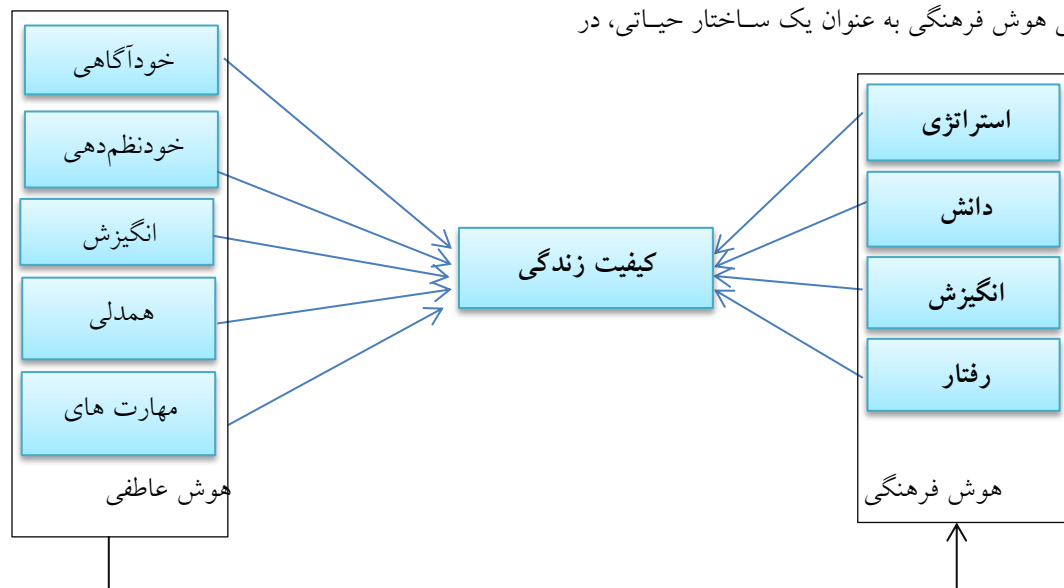 هوش فرهنگی به عنوان یک ساختار حیاتی، در
استراتژی
دانش
انگیزش
رفتار
هوش فرهنگی
کیفیت زندگی
خودآگاهی
خودنظم‌دهی
انگیزش
همدلی
مهارت های
هوش عاطفی